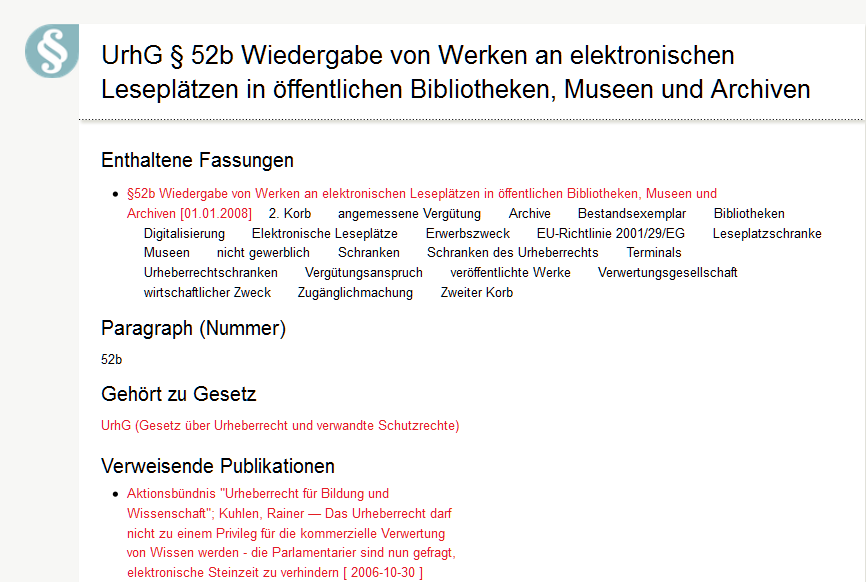 §
UrhG § 52b Wiedergabe von Werken an elektronischen
Leseplätzen in öffentlichen Bibliotheken, Museen und Archiven
Enthaltene Fassungen
• §52b Wiedergabe von Werken an elektronischen Leseplätzen in öffentlichen Bibliotheken, Museen und
Archiven [01.01.2008] 2. Korb angemessene Vergütung Archive Bestandsexemplar Bibliotheken
Digitalisierung Elektronische Leseplätze Erwerbszweck EU-Richtlinie 2001/29/EG Leseplatzschranke
Museen nicht gewerblich Schranken Schranken des Urheberrechts Terminals
Urheberrechtschranken Vergütungsanspruch veröffentlichte Werke Verwertungsgesellschaft
wirtschaftlicher Zweck Zugänglichmachung Zweiter Korb
Paragraph (Nummer)
52b
Gehört zu Gesetz
UrhG (Gesetz über Urheberrecht und verwandte Schutzrechte)
Verweisende Publikationen
• Aktionsbündnis "Urheberrecht für Bildung und
Wissenschaft"; Kuhlen, Rainer — Das Urheberrecht darf
nicht zu einem Privileg für die kommerzielle Verwertung
von Wissen werden - die Parlamentarier sind nun gefragt,
elektronische Steinzeit zu verhindern [ 2006-10-30 ]